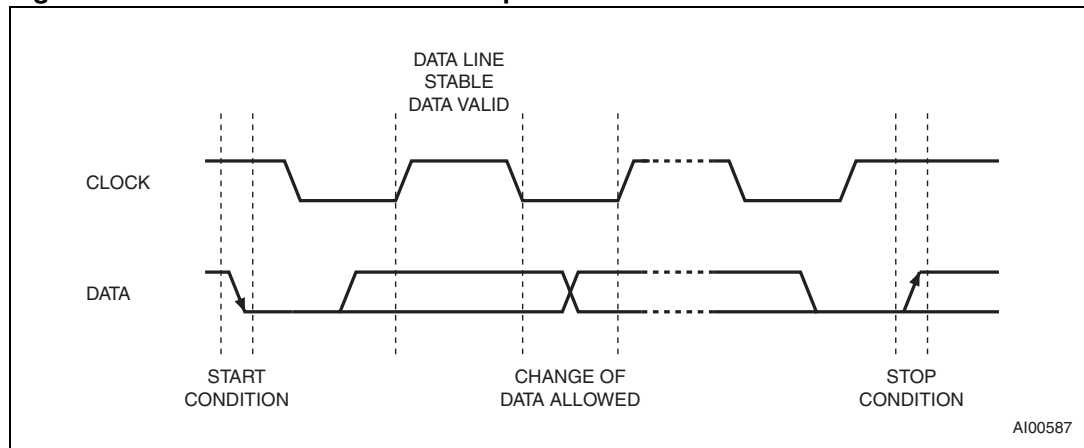 DATA LINE
STABLE
DATA VALID
CLOCK
DATA
START
CONDITION
CHANGE OF
DATA ALLOWED
STOP
CONDITION
AI00587